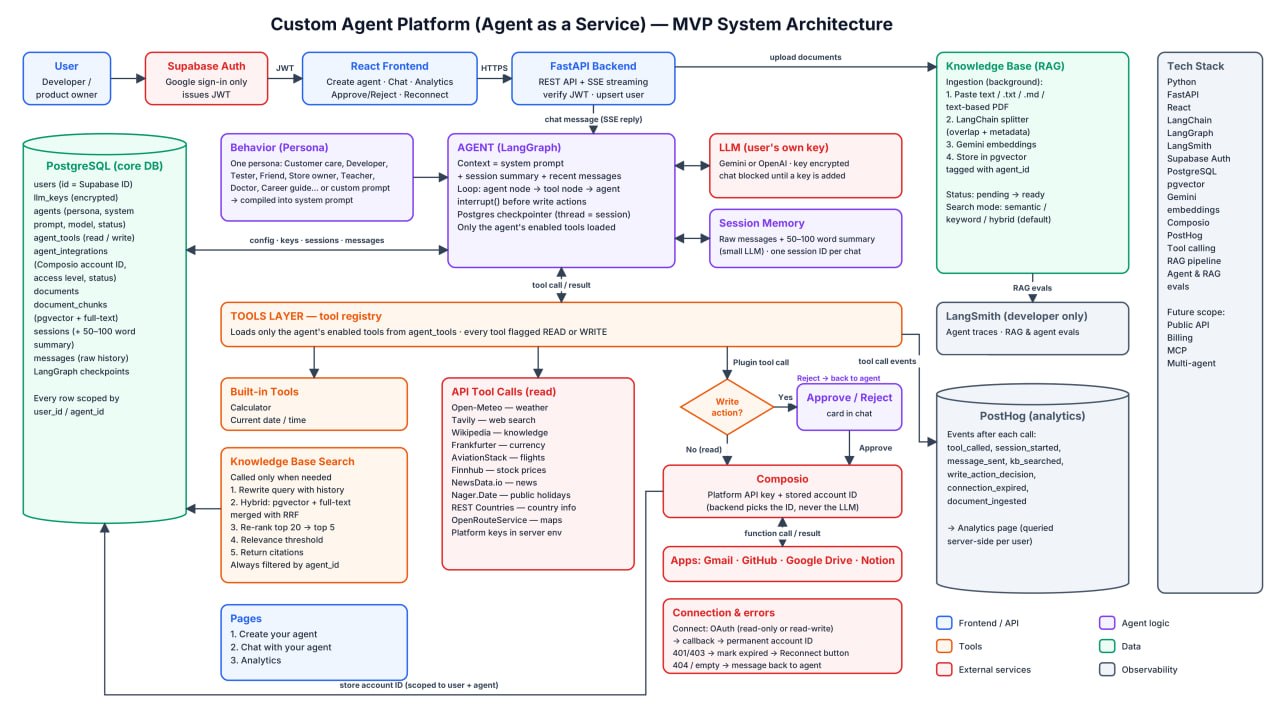 Custom Agent Platform (Agent as a Service) — MVP System Architecture
User
Developer /
product owner
Supabase Auth
Google sign-in only
issues JWT
JWT
React Frontend
Create agent · Chat · Analytics
Approve/Reject · Reconnect
HTTPS
FastAPI Backend
REST API + SSE streaming
verify JWT · upsert user
upload documents
chat message (SSE reply)
Knowledge Base (RAG)
Ingestion (background):
1. Paste text / .txt / .md /
text-based PDF
2. LangChain splitter
(overlap + metadata)
3. Gemini embeddings
4. Store in pgvector
tagged with agent_id
Status: pending → ready
Search mode: semantic /
keyword / hybrid (default)
Tech Stack
Python
FastAPI
React
LangChain
LangGraph
LangSmith
Supabase Auth
PostgreSQL
pgvector
Gemini
embeddings
Composio
PostHog
Tool calling
RAG pipeline
Agent & RAG
evals
Future scope:
Public API
Billing
MCP
Multi-agent
PostgreSQL (core DB)
users (id = Supabase ID)
llm_keys (encrypted)
agents (persona, system
prompt, model, status)
agent_tools (read / write)
agent_integrations
(Composio account ID,
access level, status)
documents
document_chunks
(pgvector + full-text)
sessions (+ 50–100 word
summary)
messages (raw history)
LangGraph checkpoints
Every row scoped by
user_id / agent_id
Behavior (Persona)
One persona: Customer care, Developer,
Tester, Friend, Store owner, Teacher,
Doctor, Career guide... or custom prompt
→ compiled into system prompt
AGENT (LangGraph)
Context = system prompt
+ session summary + recent messages
Loop: agent node → tool node → agent
interrupt() before write actions
Postgres checkpointer (thread = session)
Only the agent's enabled tools loaded
LLM (user's own key)
Gemini or OpenAI · key encrypted
chat blocked until a key is added
Session Memory
Raw messages + 50–100 word summary
(small LLM) · one session ID per chat
config · keys · sessions · messages
tool call / result
RAG evals
TOOLS LAYER — tool registry
Loads only the agent's enabled tools from agent_tools · every tool flagged READ or WRITE
LangSmith (developer only)
Agent traces · RAG & agent evals
Plugin tool call
tool call events
Built-in Tools
Calculator
Current date / time
API Tool Calls (read)
Open-Meteo — weather
Tavily — web search
Wikipedia — knowledge
Frankfurter — currency
AviationStack — flights
Finnhub — stock prices
NewsData.io — news
Nager.Date — public holidays
REST Countries — country info
OpenRouteService — maps
Platform keys in server env
Write
action?
Yes
No (read)
Reject → back to agent
Approve / Reject
card in chat
Approve
PostHog (analytics)
Events after each call:
tool_called, session_started,
message_sent, kb_searched,
write_action_decision,
connection_expired,
document_ingested
→ Analytics page (queried
server-side per user)
Knowledge Base Search
Called only when needed
1. Rewrite query with history
2. Hybrid: pgvector + full-text
merged with RRF
3. Re-rank top 20 → top 5
4. Relevance threshold
5. Return citations
Always filtered by agent_id
Composio
Platform API key + stored account ID
(backend picks the ID, never the LLM)
function call / result
Apps: Gmail · GitHub · Google Drive · Notion
Connection & errors
Connect: OAuth (read-only or read-write)
→ callback → permanent account ID
401/403 → mark expired → Reconnect button
404 / empty → message back to agent
Pages
1. Create your agent
2. Chat with your agent
3. Analytics
store account ID (scoped to user + agent)
Frontend / API
Agent logic
Tools
Data
External services
Observability